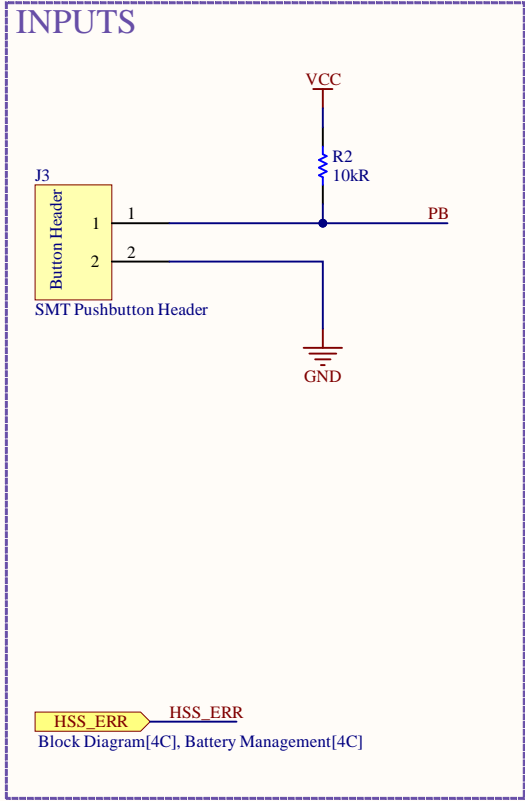 INPUTS
VCC
R2
10kR
J3
Button Header
1
1
PB
2
2
SMT Pushbutton Header
GND
HSS_ERR
HSS_ERR
Block Diagram[4C], Battery Management[4C]